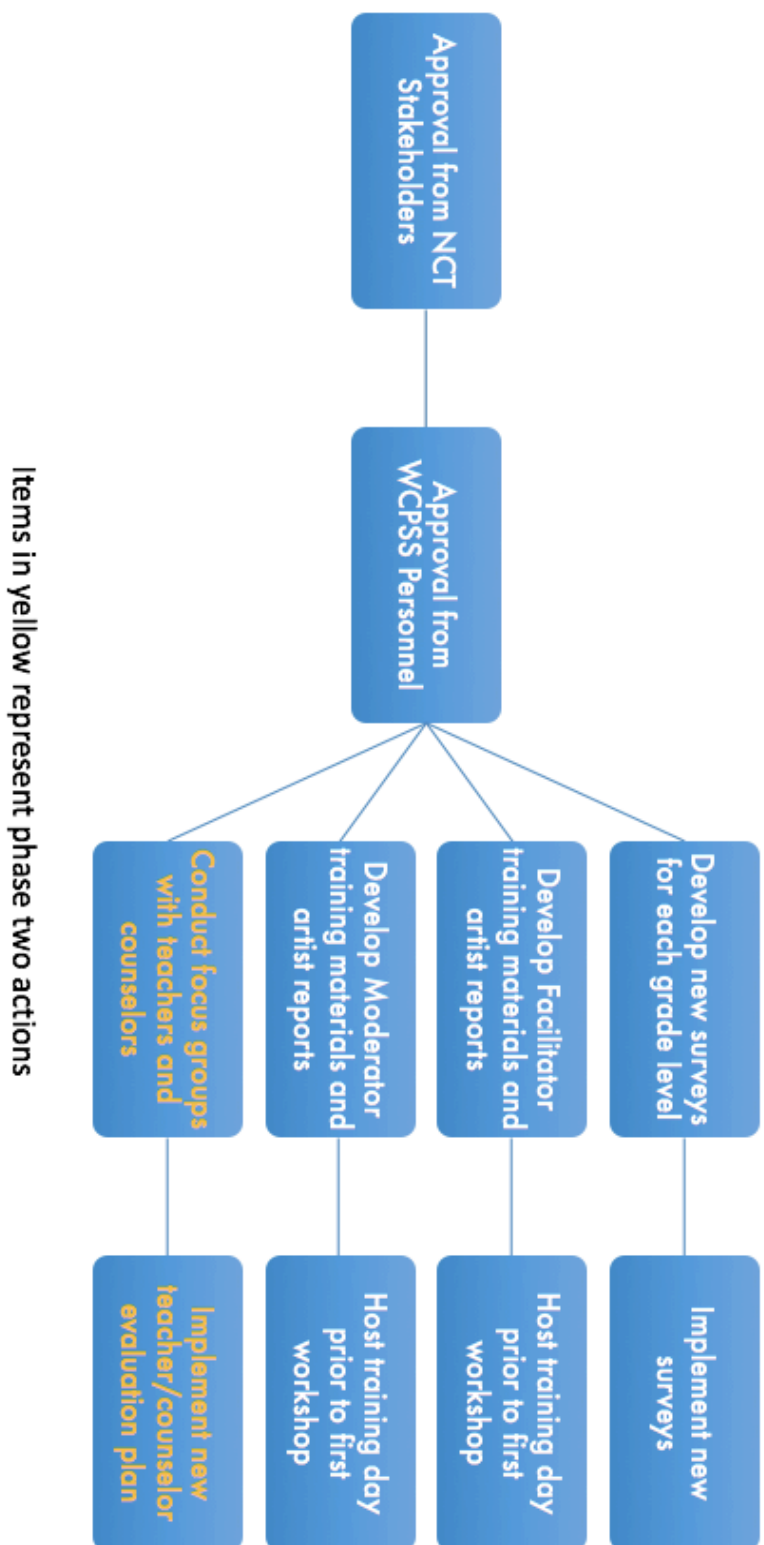 Approval from NCT
Stakeholders
Approval from
WCPSS Personnel
Develop new surveys
for each grade level
Implement new
surveys
Develop Facilitator
training materials and
artist reports
Host training day
prior to first
workshop
Develop Moderator
training materials and
artist reports
Host training day
prior to first
workshop
Conduct focus groups
with teachers and
counselors
Implement new
teacher/counselor
evaluation plan
Items in yellow represent phase two actions